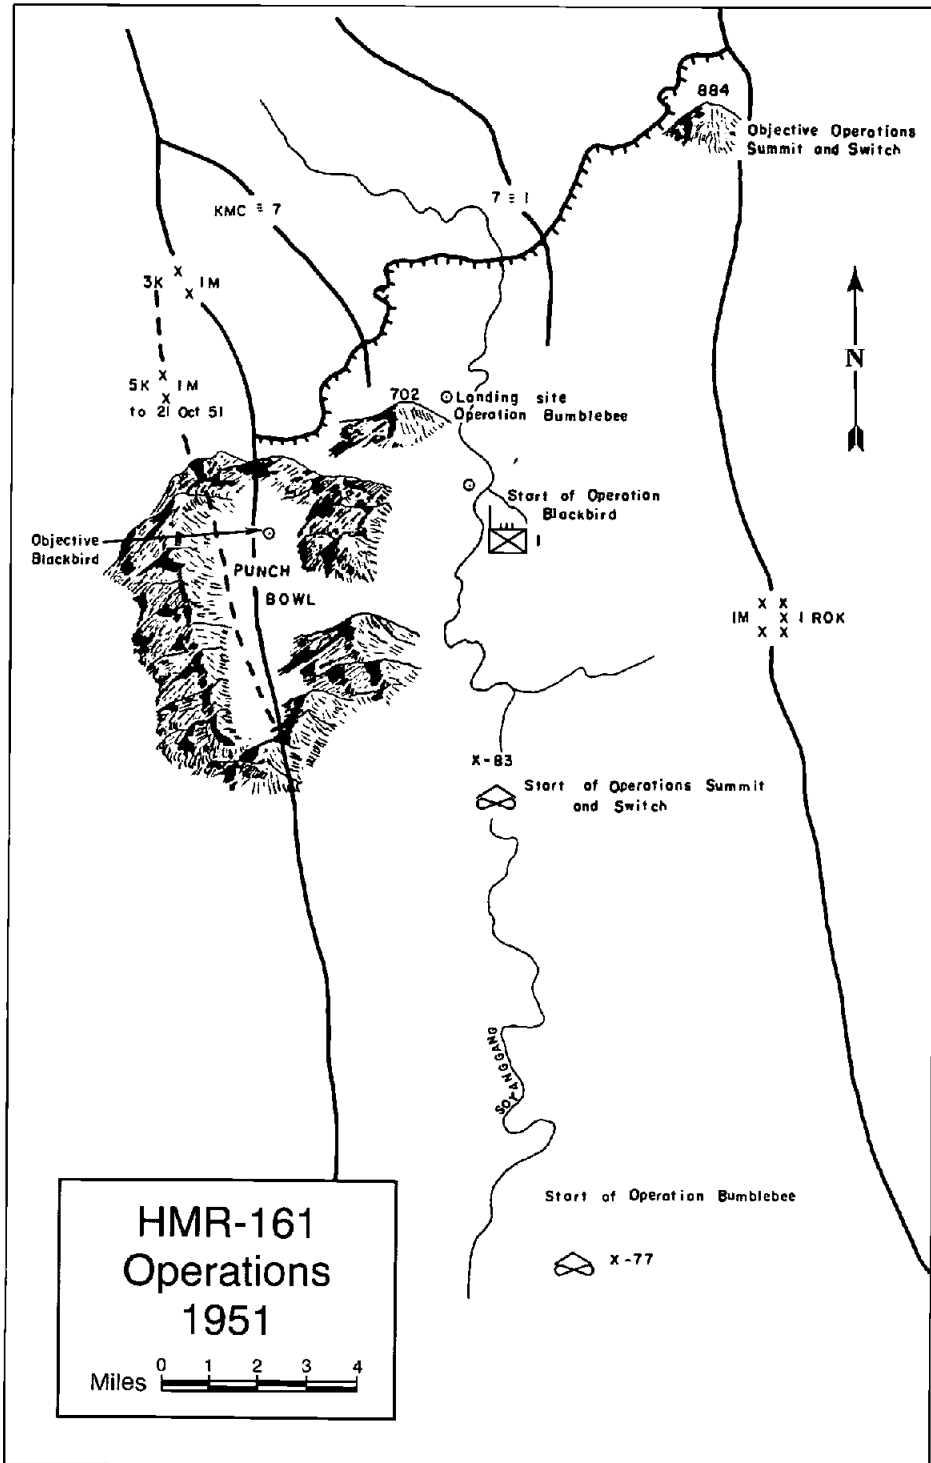 884
Objective Operations
Summit and Switch
7 1
KMC 7
3K X 1M
X
N
5K X 1M
X
to 21 Oct 51
702
Landing site
Operation Bumblebee
Start of Operation
Blackbird
1
Objective
Blackbird
PUNCH
BOWL
X X
1M X 1 ROK
X X
X-83
Start of Operations Summit
and Switch
SOYANGGANG
Start of Operation Bumblebee
X-77
HMR-161
Operations
1951
Miles 0 1 2 3 4